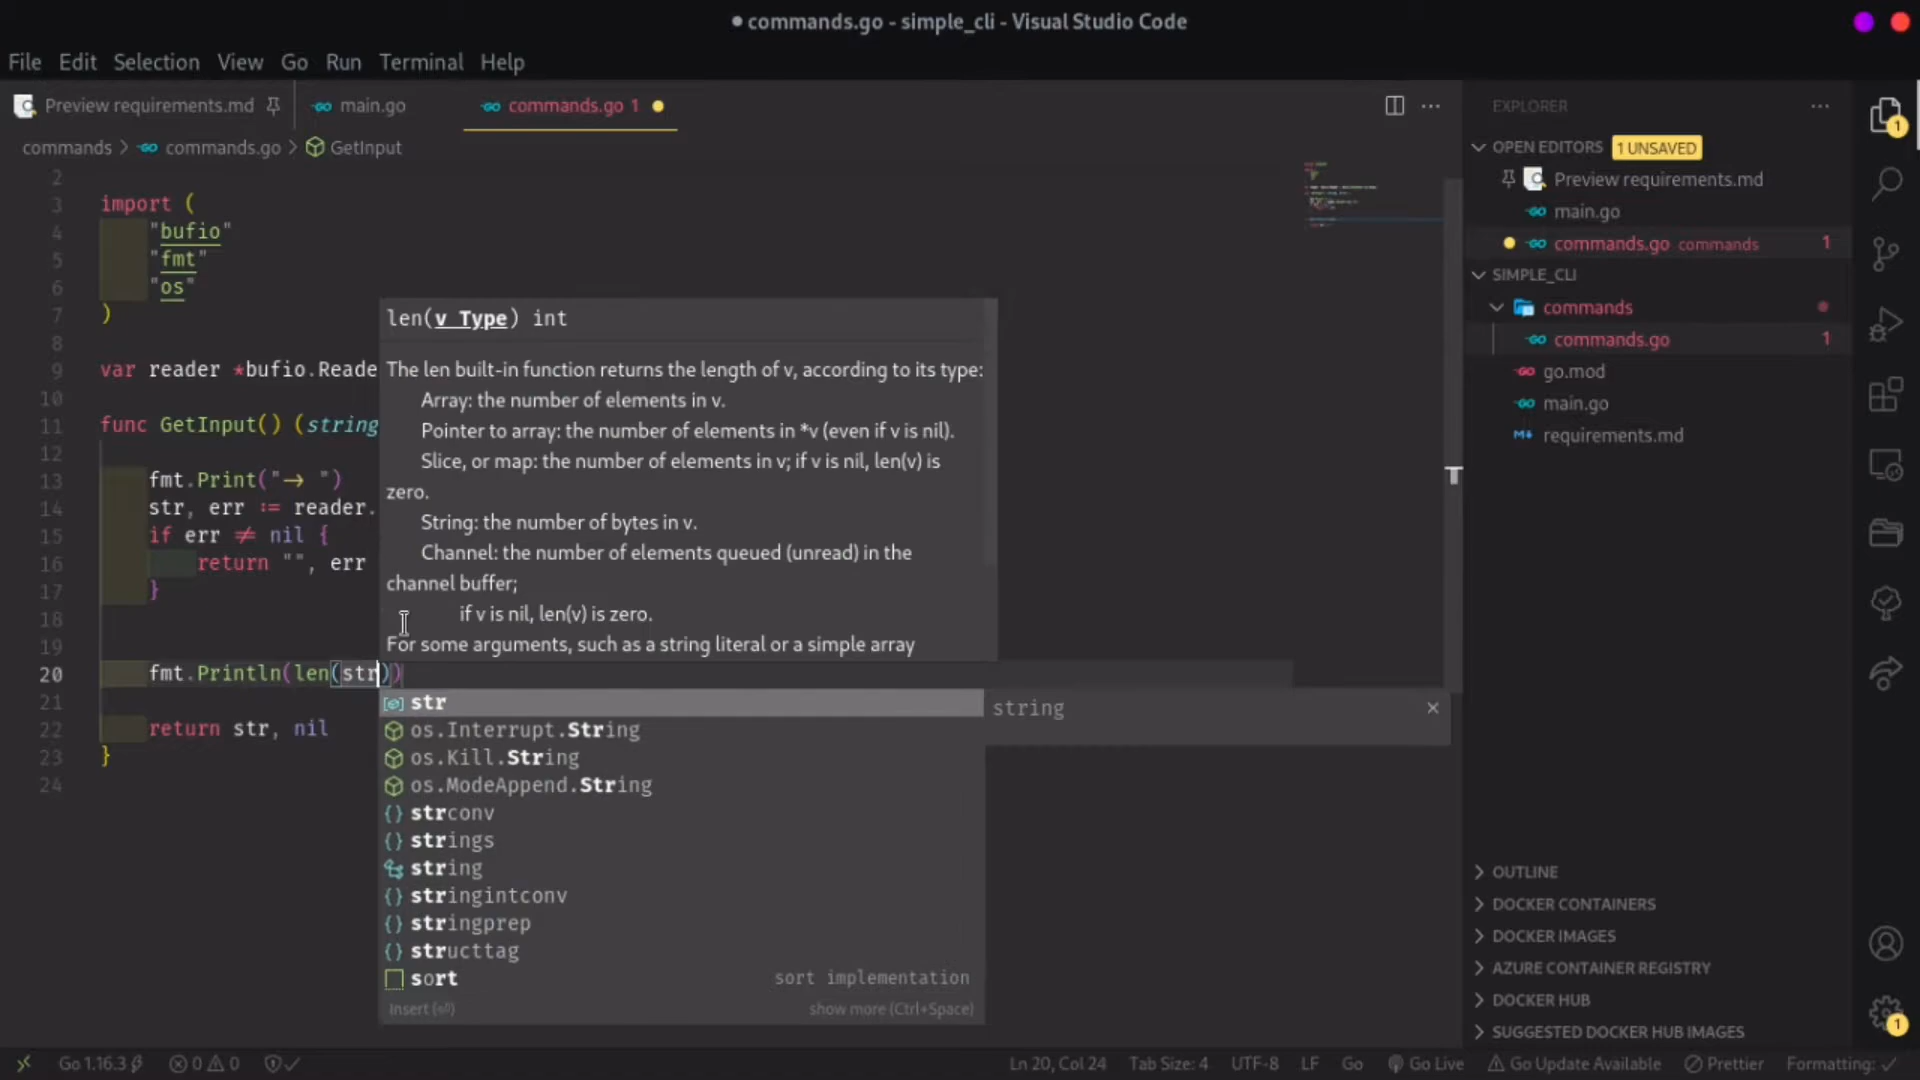 commands.go - simple_cli - Visual Studio Code
File Edit Selection View Go Run Terminal Help
Preview requirements.md main.go commands.go 1
commands > commands.go > GetInput
2
3 import (
4 "bufio"
5 "fmt"
6 "os"
7 )
8
9 var reader *bufio.Reade
10
11 func GetInput() (string
12
13 fmt.Print("→ ")
14 str, err := reader.
15 if err ≠ nil {
16 return "", err
17 }
18
19
20 fmt.Println(len(str))
21
22 return str, nil
23 }
24
len(v Type) int
The len built-in function returns the length of v, according to its type:
Array: the number of elements in v.
Pointer to array: the number of elements in *v (even if v is nil).
Slice, or map: the number of elements in v; if v is nil, len(v) is
zero.
String: the number of bytes in v.
Channel: the number of elements queued (unread) in the
channel buffer;
if v is nil, len(v) is zero.
For some arguments, such as a string literal or a simple array
str
string
os.Interrupt.String
os.Kill.String
os.ModeAppend.String
strconv
strings
string
stringintconv
stringprep
structtag
sort sort implementation
Insert (⏎) show more (Ctrl+Space)
EXPLORER
OPEN EDITORS 1 UNSAVED
Preview requirements.md
main.go
commands.go commands 1
SIMPLE_CLI
commands
commands.go 1
go.mod
main.go
requirements.md
OUTLINE
DOCKER CONTAINERS
DOCKER IMAGES
AZURE CONTAINER REGISTRY
DOCKER HUB
SUGGESTED DOCKER HUB IMAGES
1
1
Go 1.16.3 0 0 Ln 20, Col 24 Tab Size: 4 UTF-8 LF Go Go Live Go Update Available Prettier Formatting: ✓